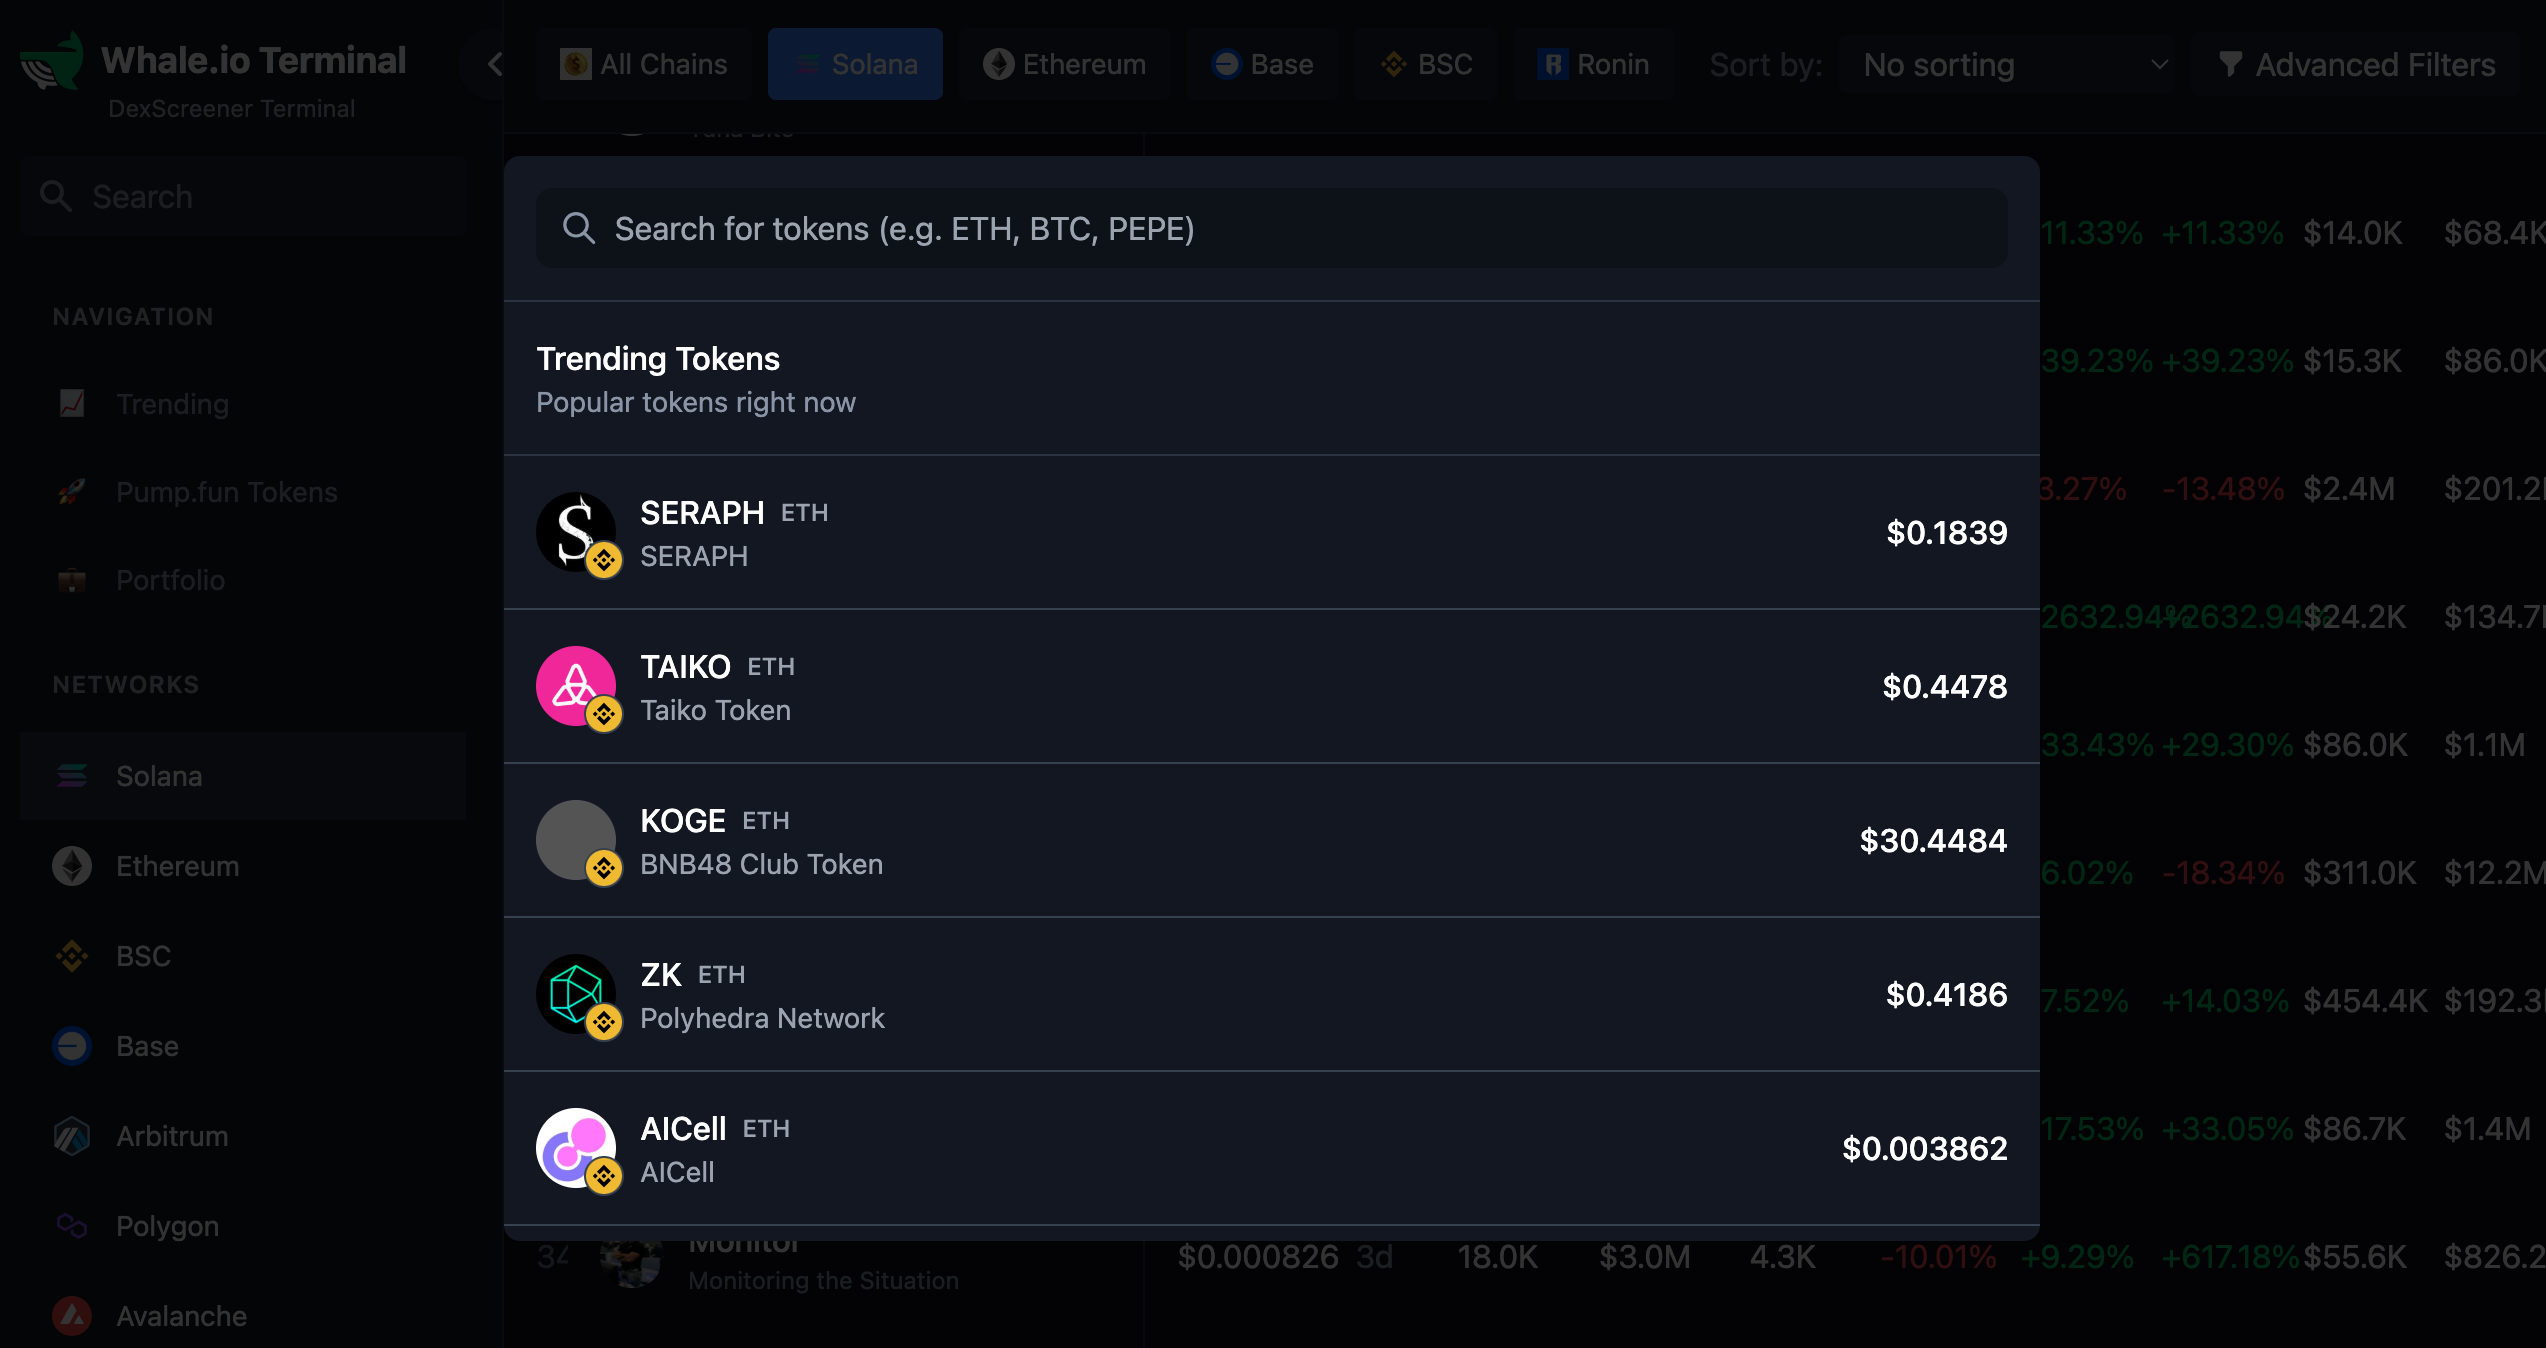 Whale.io Terminal
DexScreener Terminal
All Chains
Solana
Ethereum
Base
BSC
Ronin
Sort by:
No sorting
Advanced Filters
Search
NAVIGATION
Trending
Pump.fun Tokens
Portfolio
NETWORKS
Solana
Ethereum
BSC
Base
Arbitrum
Polygon
Avalanche
Search for tokens (e.g. ETH, BTC, PEPE)
Trending Tokens
Popular tokens right now
SERAPH ETH
SERAPH
$0.1839
TAIKO ETH
Taiko Token
$0.4478
KOGE ETH
BNB48 Club Token
$30.4484
ZK ETH
Polyhedra Network
$0.4186
AICell ETH
AICell
$0.003862
11.33% +11.33% $14.0K $68.4K
39.23% +39.23% $15.3K $86.0K
3.27% -13.48% $2.4M $201.2
2632.94% +2632.94% $24.2K $134.7
33.43% +29.30% $86.0K $1.1M
6.02% -18.34% $311.0K $12.2M
7.52% +14.03% $454.4K $192.3
17.53% +33.05% $86.7K $1.4M
34 Monitor $0.000826 3d 18.0K $3.0M 4.3K -10.01% +9.29% +617.18% $55.6K $826.2
Monitoring the Situation